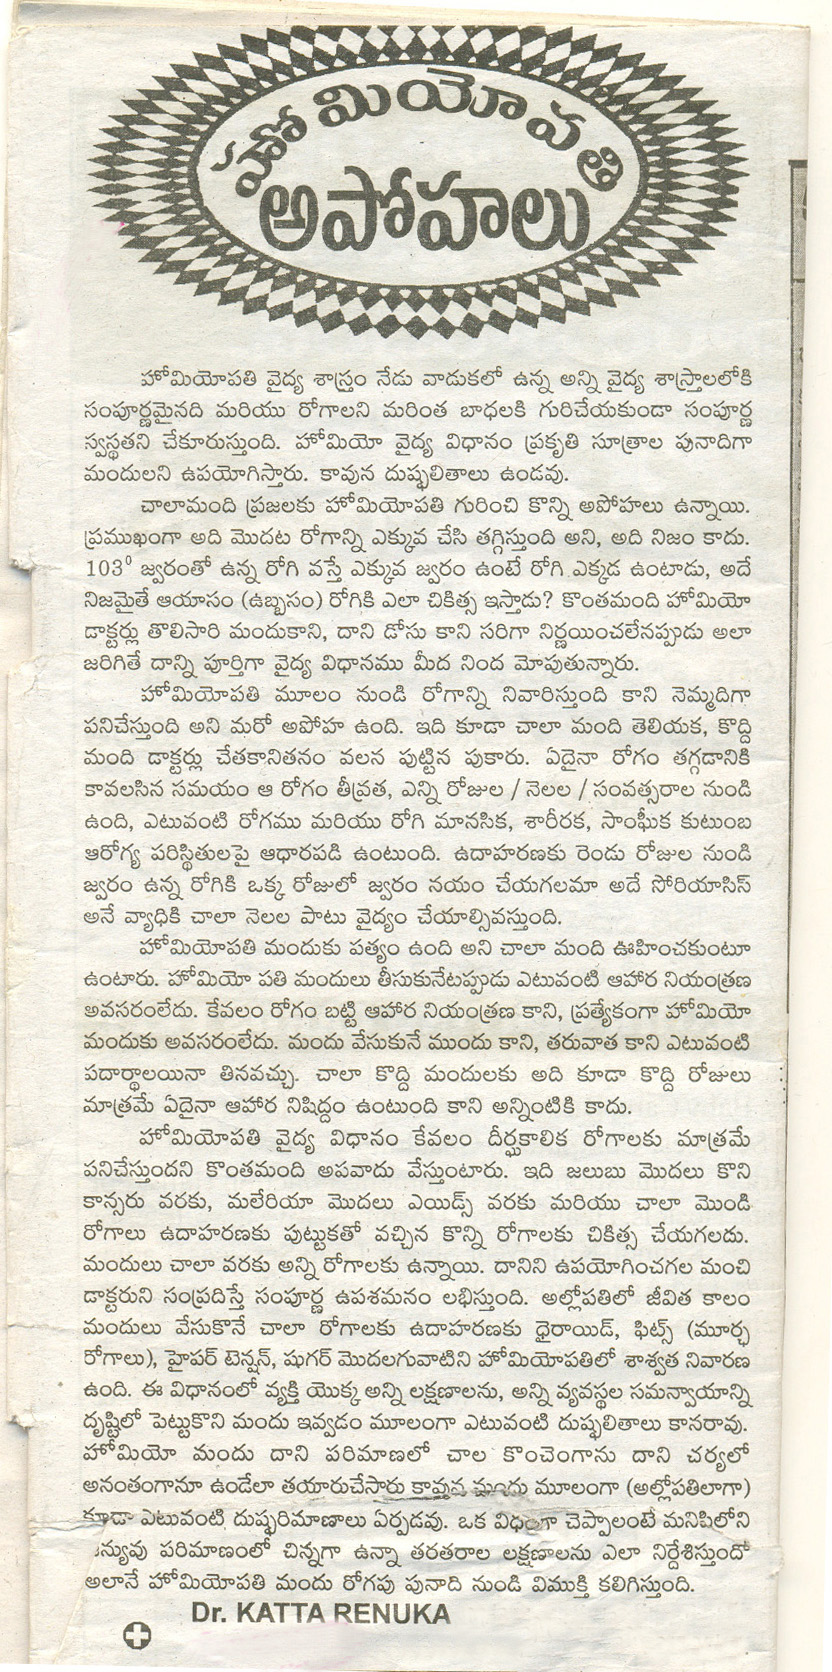 హోమియోపతి
అపోహలు
హోమియోపతి వైద్య శాస్త్రం నేడు వాడుకలో ఉన్న అన్ని వైద్య శాస్త్రాలలోకి
సంపూర్ణమైనది మరియు రోగాలని మరింత బాధలకి గురిచేయకుండా సంపూర్ణ
స్వస్థతని చేకూరుస్తుంది. హోమియో వైద్య విధానం ప్రకృతి సూత్రాల పునాదిగా
మందులని ఉపయోగిస్తారు. కావున దుష్ఫలితాలు ఉండవు.
చాలామంది ప్రజలకు హోమియోపతి గురించి కొన్ని అపోహలు ఉన్నాయి.
ప్రముఖంగా అది మొదట రోగాన్ని ఎక్కువ చేసి తగ్గిస్తుంది అని, అది నిజం కాదు.
103⁰ జ్వరంతో ఉన్న రోగి వస్తే ఎక్కువ జ్వరం ఉంటే రోగి ఎక్కడ ఉంటాడు, అదే
నిజమైతే ఆయాసం (ఉబ్బసం) రోగికి ఎలా చికిత్స ఇస్తాడు? కొంతమంది హోమియో
డాక్టర్లు తొలిసారి మందుకాని, దాని డోసు కాని సరిగా నిర్ణయించలేనప్పుడు అలా
జరిగితే దాన్ని పూర్తిగా వైద్య విధానము మీద నింద మోపుతున్నారు.
హోమియోపతి మూలం నుండి రోగాన్ని నివారిస్తుంది కాని నెమ్మదిగా
పనిచేస్తుంది అని మరో అపోహ ఉంది. ఇది కూడా చాలా మంది తెలియక, కొద్ది
మంది డాక్టర్లు చేతకానితనం వలన పుట్టిన పుకారు. ఏదైనా రోగం తగ్గడానికి
కావలసిన సమయం ఆ రోగం తీవ్రత, ఎన్ని రోజుల / నెలల / సంవత్సరాల నుండి
ఉంది, ఎటువంటి రోగము మరియు రోగి మానసిక, శారీరక, సాంఘీక కుటుంబ
ఆరోగ్య పరిస్థితులపై ఆధారపడి ఉంటుంది. ఉదాహరణకు రెండు రోజుల నుండి
జ్వరం ఉన్న రోగికి ఒక్క రోజులో జ్వరం నయం చేయగలమా అదే సోరియాసిస్
అనే వ్యాధికి చాలా నెలల పాటు వైద్యం చేయాల్సివస్తుంది.
హోమియోపతి మందుకు పత్యం ఉంది అని చాలా మంది ఊహించకుంటూ
ఉంటారు. హోమియో పతి మందులు తీసుకునేటప్పుడు ఎటువంటి ఆహార నియంత్రణ
అవసరంలేదు. కేవలం రోగం బట్టి ఆహార నియంత్రణ కాని, ప్రత్యేకంగా హోమియో
మందుకు అవసరంలేదు. మందు వేసుకునే ముందు కాని, తరువాత కాని ఎటువంటి
పదార్థాలయినా తినవచ్చు. చాలా కొద్ది మందులకు అది కూడా కొద్ది రోజులు
మాత్రమే ఏదైనా ఆహార నిషిద్దం ఉంటుంది కాని అన్నింటికి కాదు.
హోమియోపతి వైద్య విధానం కేవలం దీర్ఘకాలిక రోగాలకు మాత్రమే
పనిచేస్తుందని కొంతమంది అపవాదు వేస్తుంటారు. ఇది జలుబు మొదలు కొని
కాన్సరు వరకు, మలేరియా మొదలు ఎయిడ్స్ వరకు మరియు చాలా మొండి
రోగాలు ఉదాహరణకు పుట్టుకతో వచ్చిన కొన్ని రోగాలకు చికిత్స చేయగలదు.
మందులు చాలా వరకు అన్ని రోగాలకు ఉన్నాయి. దానిని ఉపయోగించగల మంచి
డాక్టరుని సంప్రదిస్తే సంపూర్ణ ఉపశమనం లభిస్తుంది. అల్లోపతిలో జీవిత కాలం
మందులు వేసుకొనే చాలా రోగాలకు ఉదాహరణకు థైరాయిడ్, ఫిట్స్ (మూర్ఛ
రోగాలు), హైపర్ టెన్షన్, షుగర్ మొదలగువాటిని హోమియోపతిలో శాశ్వత నివారణ
ఉంది. ఈ విధానంలో వ్యక్తి యొక్క అన్ని లక్షణాలను, అన్ని వ్యవస్థల సమన్వాయాన్ని
దృష్టిలో పెట్టుకొని మందు ఇవ్వడం మూలంగా ఎటువంటి దుష్ఫలితాలు కానరావు.
హోమియో మందు దాని పరిమాణలో చాల కొంచెంగాను దాని చర్యలో
అనంతంగానూ ఉండేలా తయారుచేసారు కావున మందు మూలంగా (అల్లోపతిలాగా)
కూడా ఎటువంటి దుష్పరిమాణాలు ఏర్పడవు. ఒక విధంగా చెప్పాలంటే మనిషిలోని
పరిమాణంలో చిన్నగా ఉన్నా తరతరాల లక్షణాలను ఎలా నిర్దేశిస్తుందో
అలానే హోమియోపతి మందు రోగపు పునాది నుండి విముక్తి కలిగిస్తుంది.
Dr. KATTA RENUKA